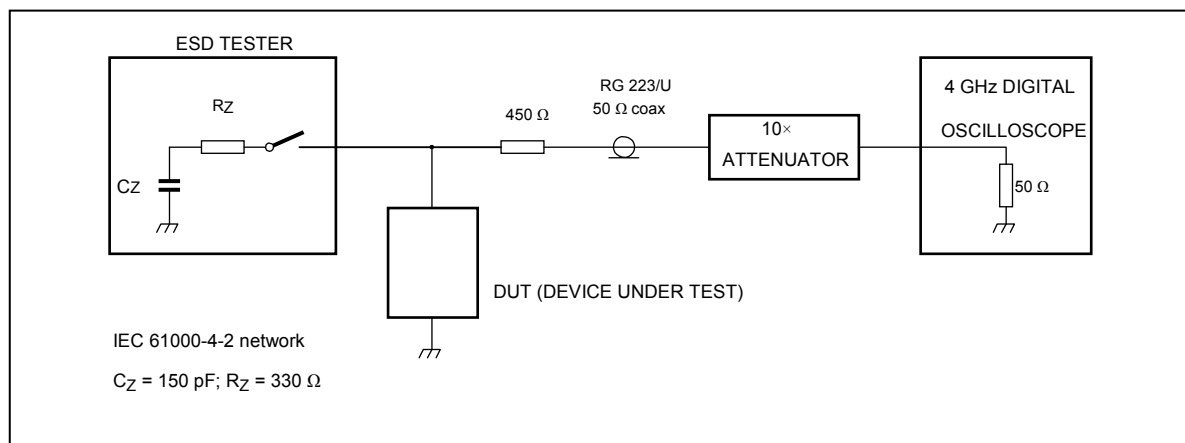 ESD TESTER
RZ
CZ
450 Ω
RG 223/U
50 Ω coax
10×
ATTENUATOR
4 GHz DIGITAL
OSCILLOSCOPE
50 Ω
DUT (DEVICE UNDER TEST)
IEC 61000-4-2 network
CZ = 150 pF; RZ = 330 Ω